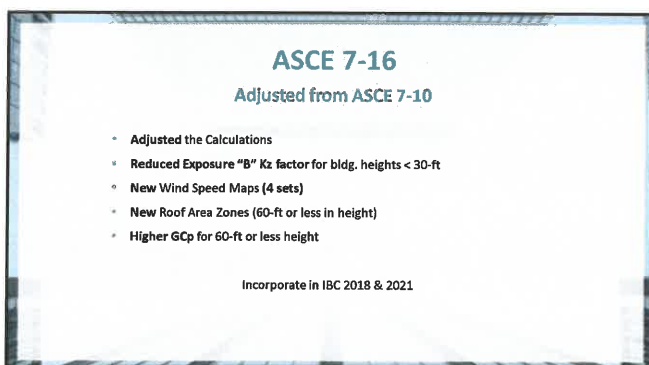 ASCE 7-16
Adjusted from ASCE 7-10
Adjusted the Calculations
Reduced Exposure "B" Kz factor for bldg. heights < 30-ft
New Wind Speed Maps (4 sets)
New Roof Area Zones (60-ft or less in height)
Higher GCp for 60-ft or less height
Incorporate in IBC 2018 & 2021